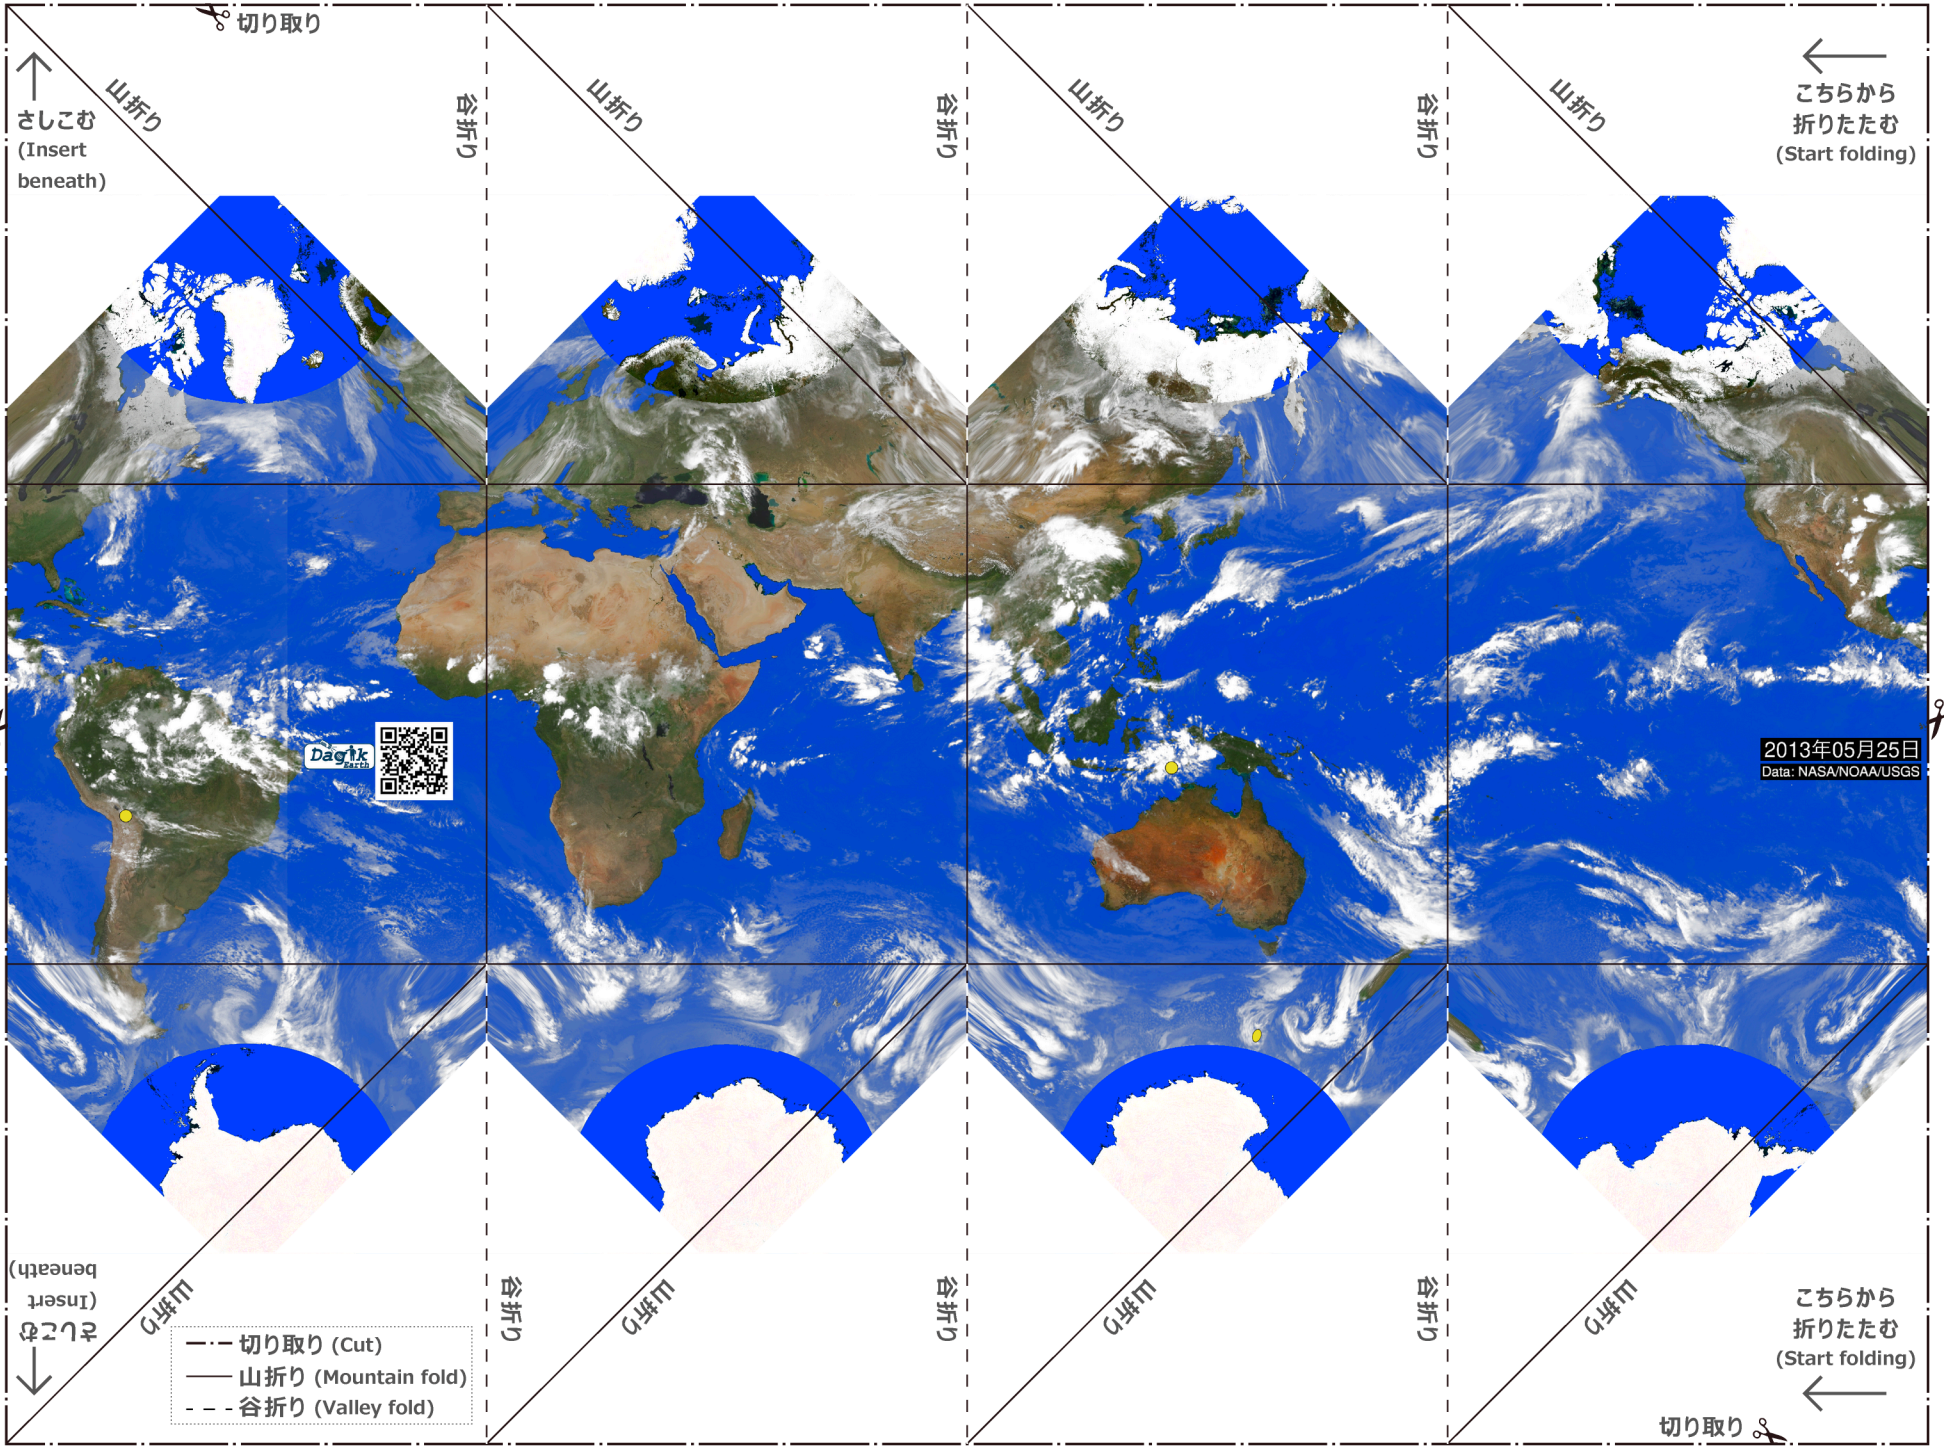 切り取り
山折り
谷折り
山折り
谷折り
山折り
谷折り
山折り
さしこむ
(Insert
beneath)
こちらから
折りたたむ
(Start folding)
Dagik
Earth
2013年05月25日
Data: NASA/NOAA/USGS
さしこむ
(Insert
beneath)
山折り
谷折り
山折り
谷折り
山折り
谷折り
山折り
こちらから
折りたたむ
(Start folding)
切り取り (Cut)
山折り (Mountain fold)
谷折り (Valley fold)
切り取り